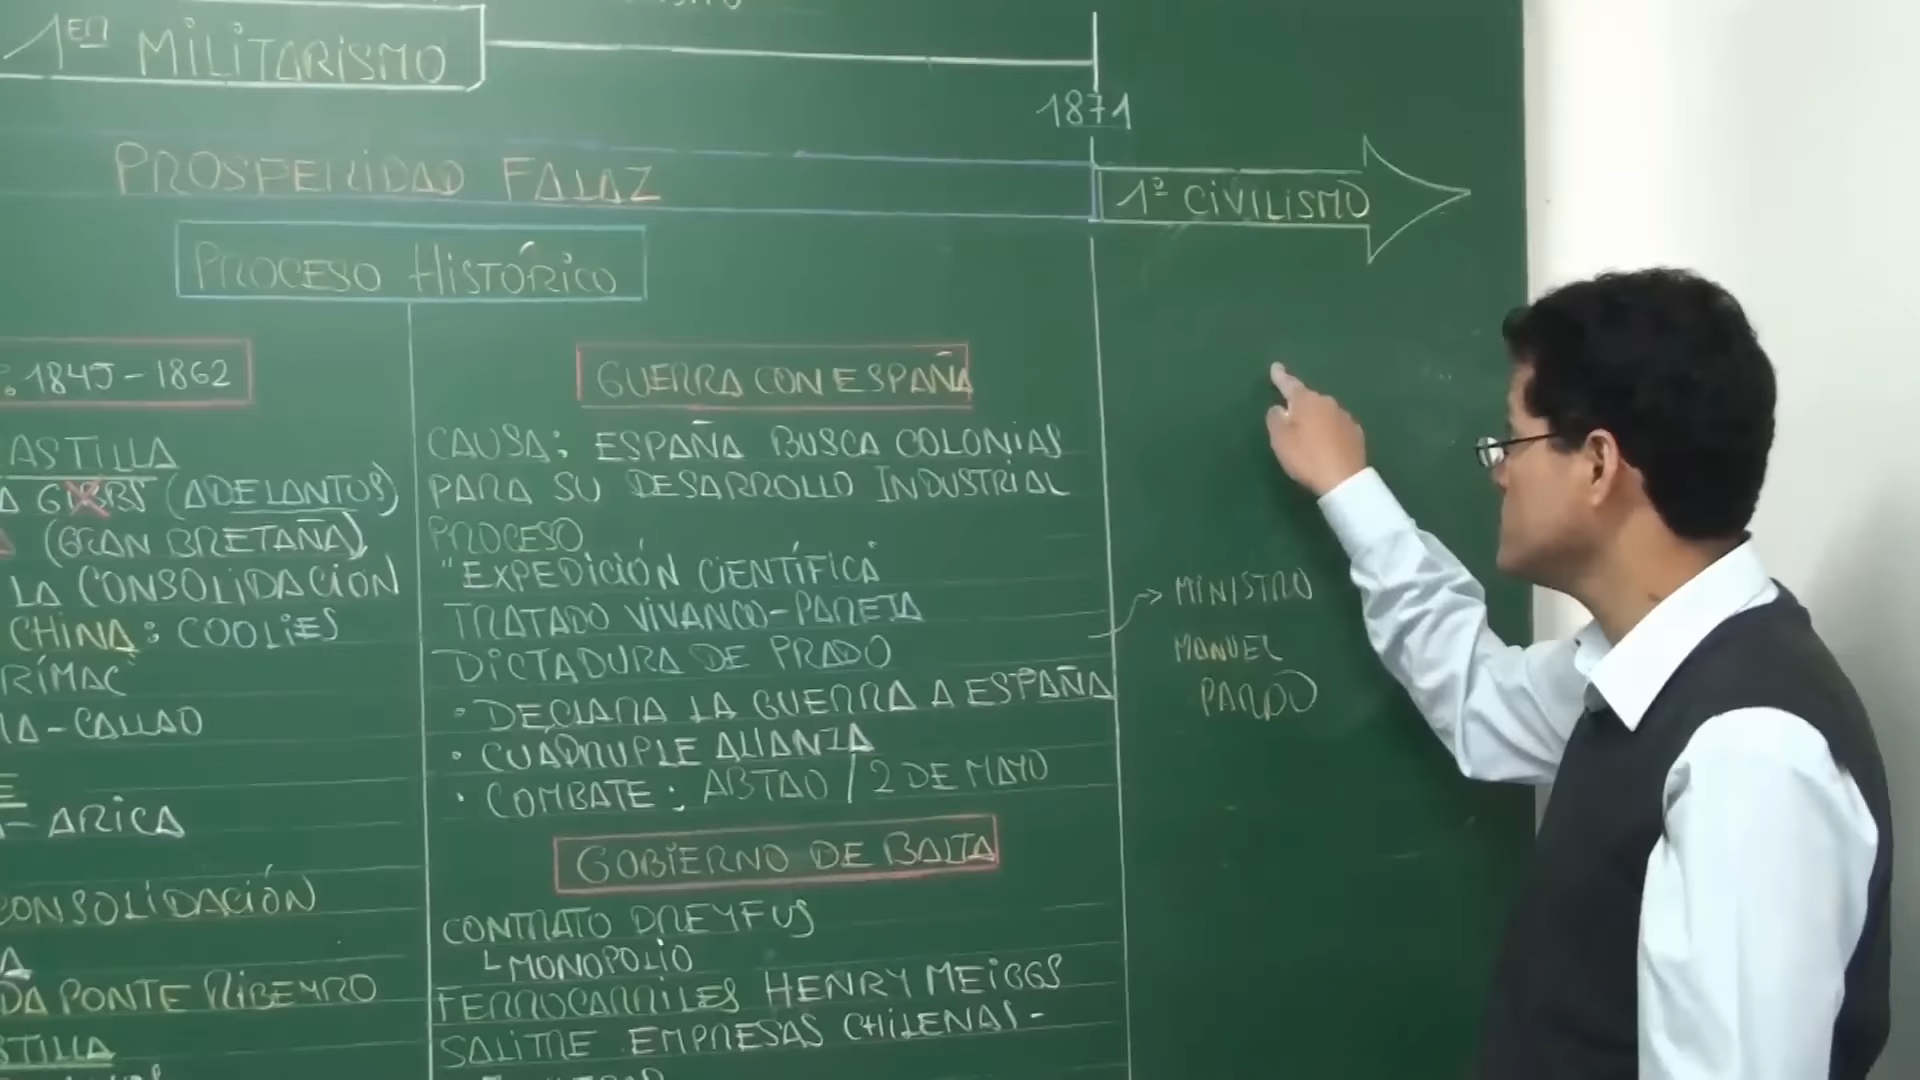 1er MILITARISMO
1871
PROSPERIDAD FALAZ
1º CIVILISMO
PROCESO HISTÓRICO
: 1845-1862
ASTILLA
A GIBBS (ADELANTOS)
(GRAN BRETAÑA)
LA CONSOLIDACIÓN
CHINA: COOLIES
RÍMAC"
IA-CALLAO
E
- ARICA
CONSOLIDACIÓN
A
DA PONTE RIBEYRO
STILLA
GUERRA CON ESPAÑA
CAUSA: ESPAÑA BUSCA COLONIAS
PARA SU DESARROLLO INDUSTRIAL
PROCESO
"EXPEDICIÓN CIENTÍFICA"
TRATADO VIVANCO-PAREJA
DICTADURA DE PRADO
• DECLARA LA GUERRA A ESPAÑA
• CUADRUPLE ALIANZA
• COMBATE: ABTAO / 2 DE MAYO
→ MINISTRO
MANUEL
PARDO
GOBIERNO DE BALTA
CONTRATO DREYFUS
MONOPOLIO
FERROCARRILES HENRY MEIGGS
SALITRE EMPRESAS CHILENAS-